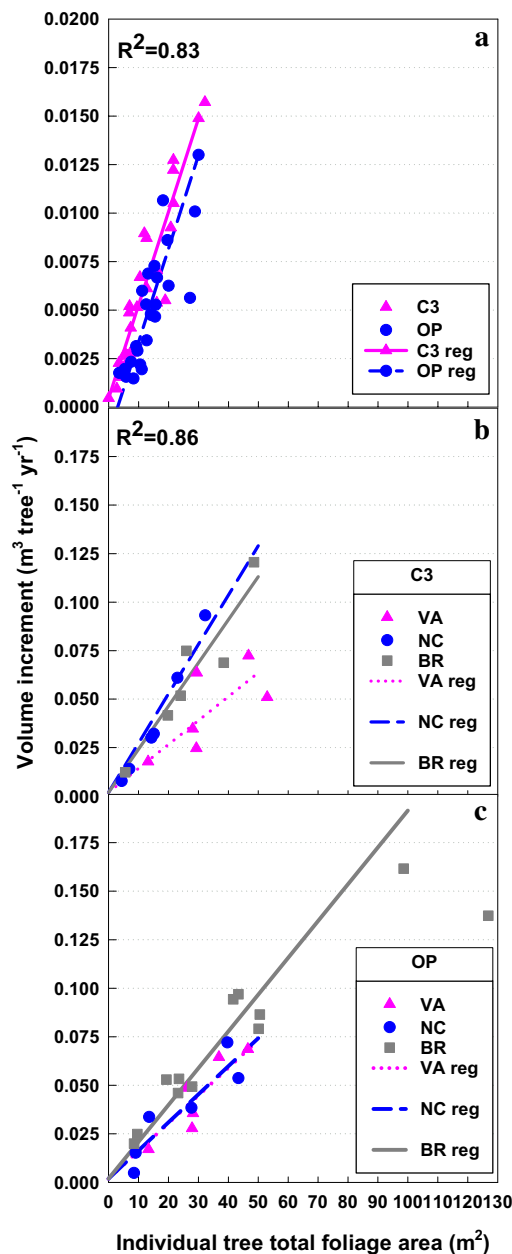 0.0200
a
R2=0.83
0.0175
0.0150
0.0125
0.0100
0.0075
0.0050
0.0025
0.0000
C3
OP
C3 reg
OP reg
b
R2=0.86
0.175
0.150
0.125
0.100
0.075
0.050
0.025
0.000
C3
VA
NC
BR
VA reg
NC reg
BR reg
Volume increment (m3 tree-1 yr-1)
c
0.175
0.150
0.125
0.100
0.075
0.050
0.025
0.000
OP
VA
NC
BR
VA reg
NC reg
BR reg
0 10 20 30 40 50 60 70 80 90 100 110 120 130
Individual tree total foliage area (m2)